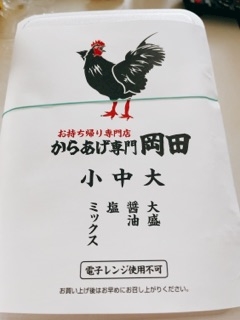 お持ち帰り専門店
からあげ専門 岡田
小 中 大
大盛
醤油
塩
ミックス
電子レンジ使用不可
お買い上げ後はお早めにお召し上がりください。